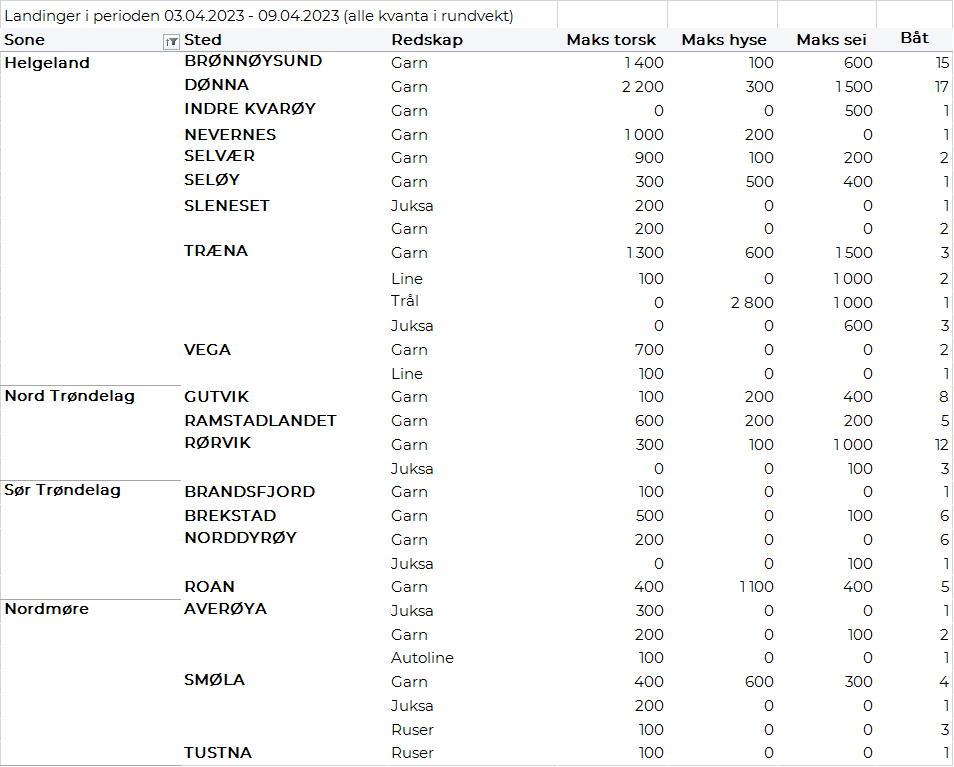 Landinger i perioden 03.04.2023 - 09.04.2023 (alle kvanta i rundvekt)
Sone Sted Redskap Maks torsk Maks hyse Maks sei Båt
Helgeland BRØNNØYSUND Garn 1 400 100 600 15
DØNNA Garn 2 200 300 1 500 17
INDRE KVARØY Garn 0 0 500 1
NEVERNES Garn 1 000 200 0 1
SELVÆR Garn 900 100 200 2
SELØY Garn 300 500 400 1
SLENESET Juksa 200 0 0 1
Garn 200 0 0 2
TRÆNA Garn 1 300 600 1 500 3
Line 100 0 1 000 2
Trål 0 2 800 1 000 1
Juksa 0 0 600 3
VEGA Garn 700 0 0 2
Line 100 0 0 1
Nord Trøndelag GUTVIK Garn 100 200 400 8
RAMSTADLANDET Garn 600 200 200 5
RØRVIK Garn 300 100 1 000 12
Juksa 0 0 100 3
Sør Trøndelag BRANDSFJORD Garn 100 0 0 1
BREKSTAD Garn 500 0 100 6
NORDDYRØY Garn 200 0 0 6
Juksa 0 0 100 1
ROAN Garn 400 1 100 400 5
Nordmøre AVERØYA Juksa 300 0 0 1
Garn 200 0 100 2
Autoline 100 0 0 1
SMØLA Garn 400 600 300 4
Juksa 200 0 0 1
Ruser 100 0 0 3
TUSTNA Ruser 100 0 0 1